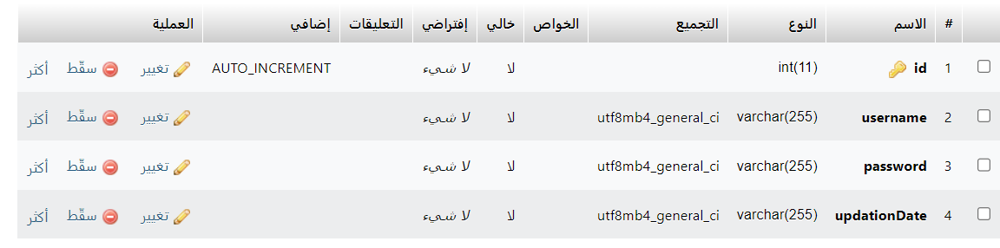 # الاسم النوع التجميع الخواص خالي إفتراضي التعليقات إضافي العملية
1 id int(11) لا لا شيء AUTO_INCREMENT تغيير سقّط أكثر
2 username varchar(255) utf8mb4_general_ci لا لا شيء تغيير سقّط أكثر
3 password varchar(255) utf8mb4_general_ci لا لا شيء تغيير سقّط أكثر
4 updationDate varchar(255) utf8mb4_general_ci لا لا شيء تغيير سقّط أكثر